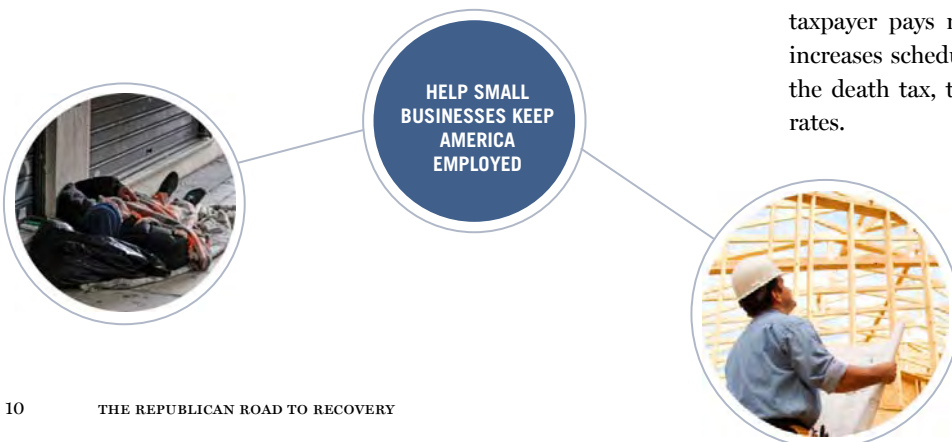 taxpayer pays
increases
the death tax,
rates.
HELP SMALL
BUSINESSES KEEP
AMERICA
EMPLOYED
10 THE REPUBLICAN ROAD TO RECOVERY